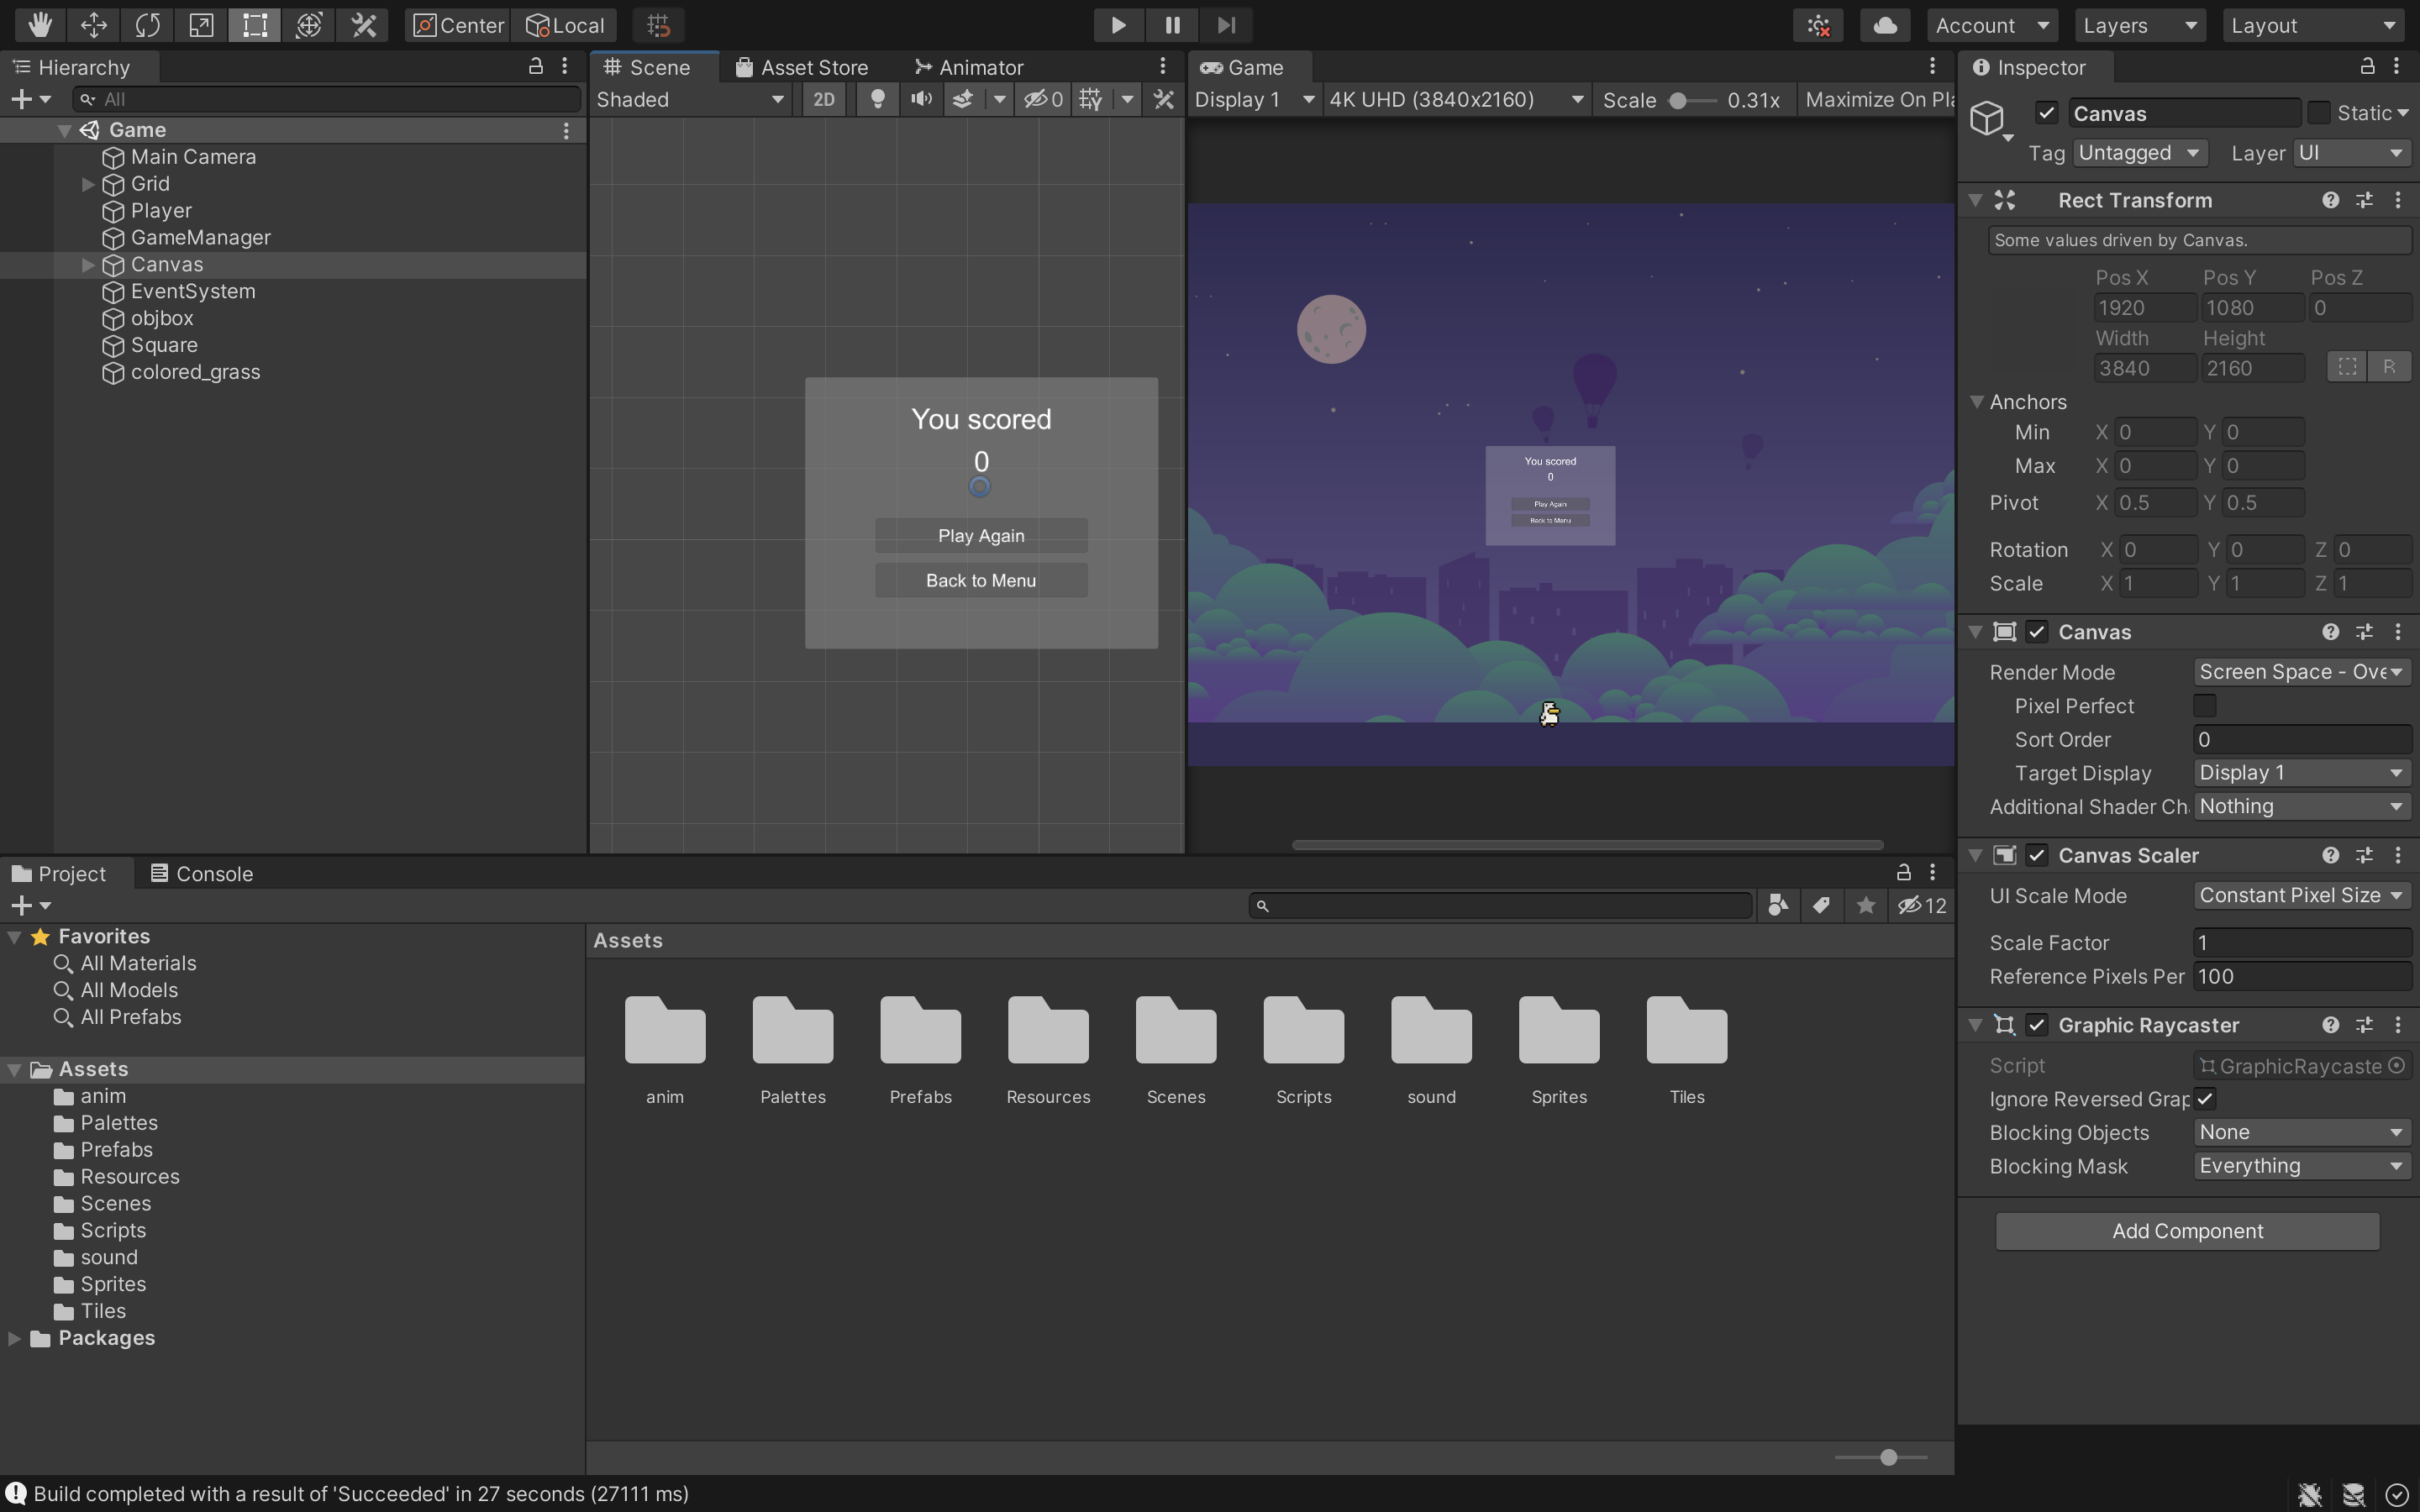 Center
Local
Account
Layers
Layout
Hierarchy
All
Game
Main Camera
Grid
Player
GameManager
Canvas
EventSystem
objbox
Square
colored_grass
Scene
Asset Store
Animator
Shaded
2D
0
You scored
0
Play Again
Back to Menu
Game
Display 1
4K UHD (3840x2160)
Scale
0.31x
Maximize On Pla
You scored
0
Play Again
Back to Menu
Inspector
Canvas
Static
Tag
Untagged
Layer
UI
Rect Transform
Some values driven by Canvas.
Pos X Pos Y Pos Z
1920 1080 0
Width Height
3840 2160 R
Anchors
Min X 0 Y 0
Max X 0 Y 0
Pivot X 0.5 Y 0.5
Rotation X 0 Y 0 Z 0
Scale X 1 Y 1 Z 1
Canvas
Render Mode Screen Space - Ove
Pixel Perfect
Sort Order 0
Target Display Display 1
Additional Shader Ch Nothing
Canvas Scaler
UI Scale Mode Constant Pixel Size
Scale Factor 1
Reference Pixels Per 100
Graphic Raycaster
Script GraphicRaycaste
Ignore Reversed Grap
Blocking Objects None
Blocking Mask Everything
Add Component
Project
Console
12
Favorites
All Materials
All Models
All Prefabs
Assets
anim
Palettes
Prefabs
Resources
Scenes
Scripts
sound
Sprites
Tiles
Packages
Assets
anim
Palettes
Prefabs
Resources
Scenes
Scripts
sound
Sprites
Tiles
Build completed with a result of 'Succeeded' in 27 seconds (27111 ms)